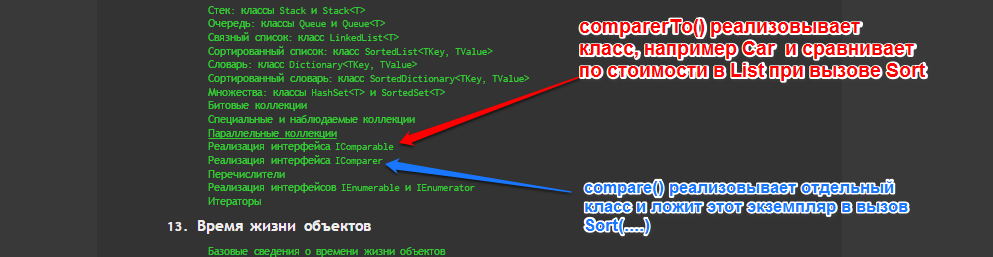 Стек: классы Stack и Stack<T>
Очередь: классы Queue и Queue<T>
Связный список: класс LinkedList<T>
Сортированный список: класс SortedList<TKey, TValue>
Словарь: класс Dictionary<TKey, TValue>
Сортированный словарь: класс SortedDictionary<TKey, TValue>
Множества: классы HashSet<T> и SortedSet<T>
Битовые коллекции
Специальные и наблюдаемые коллекции
Параллельные коллекции
Реализация интерфейса IComparable
Реализация интерфейса IComparer
Перечислители
Реализация интерфейсов IEnumerable и IEnumerator
Итераторы
13. Время жизни объектов
Базовые сведения о времени жизни объектов
comparerTo() реализовывает
класс, например Car и сравнивает
по стоимости в List при вызове Sort
compare() реализовывает отдельный
класс и ложит этот экземпляр в вызов
Sort(....)